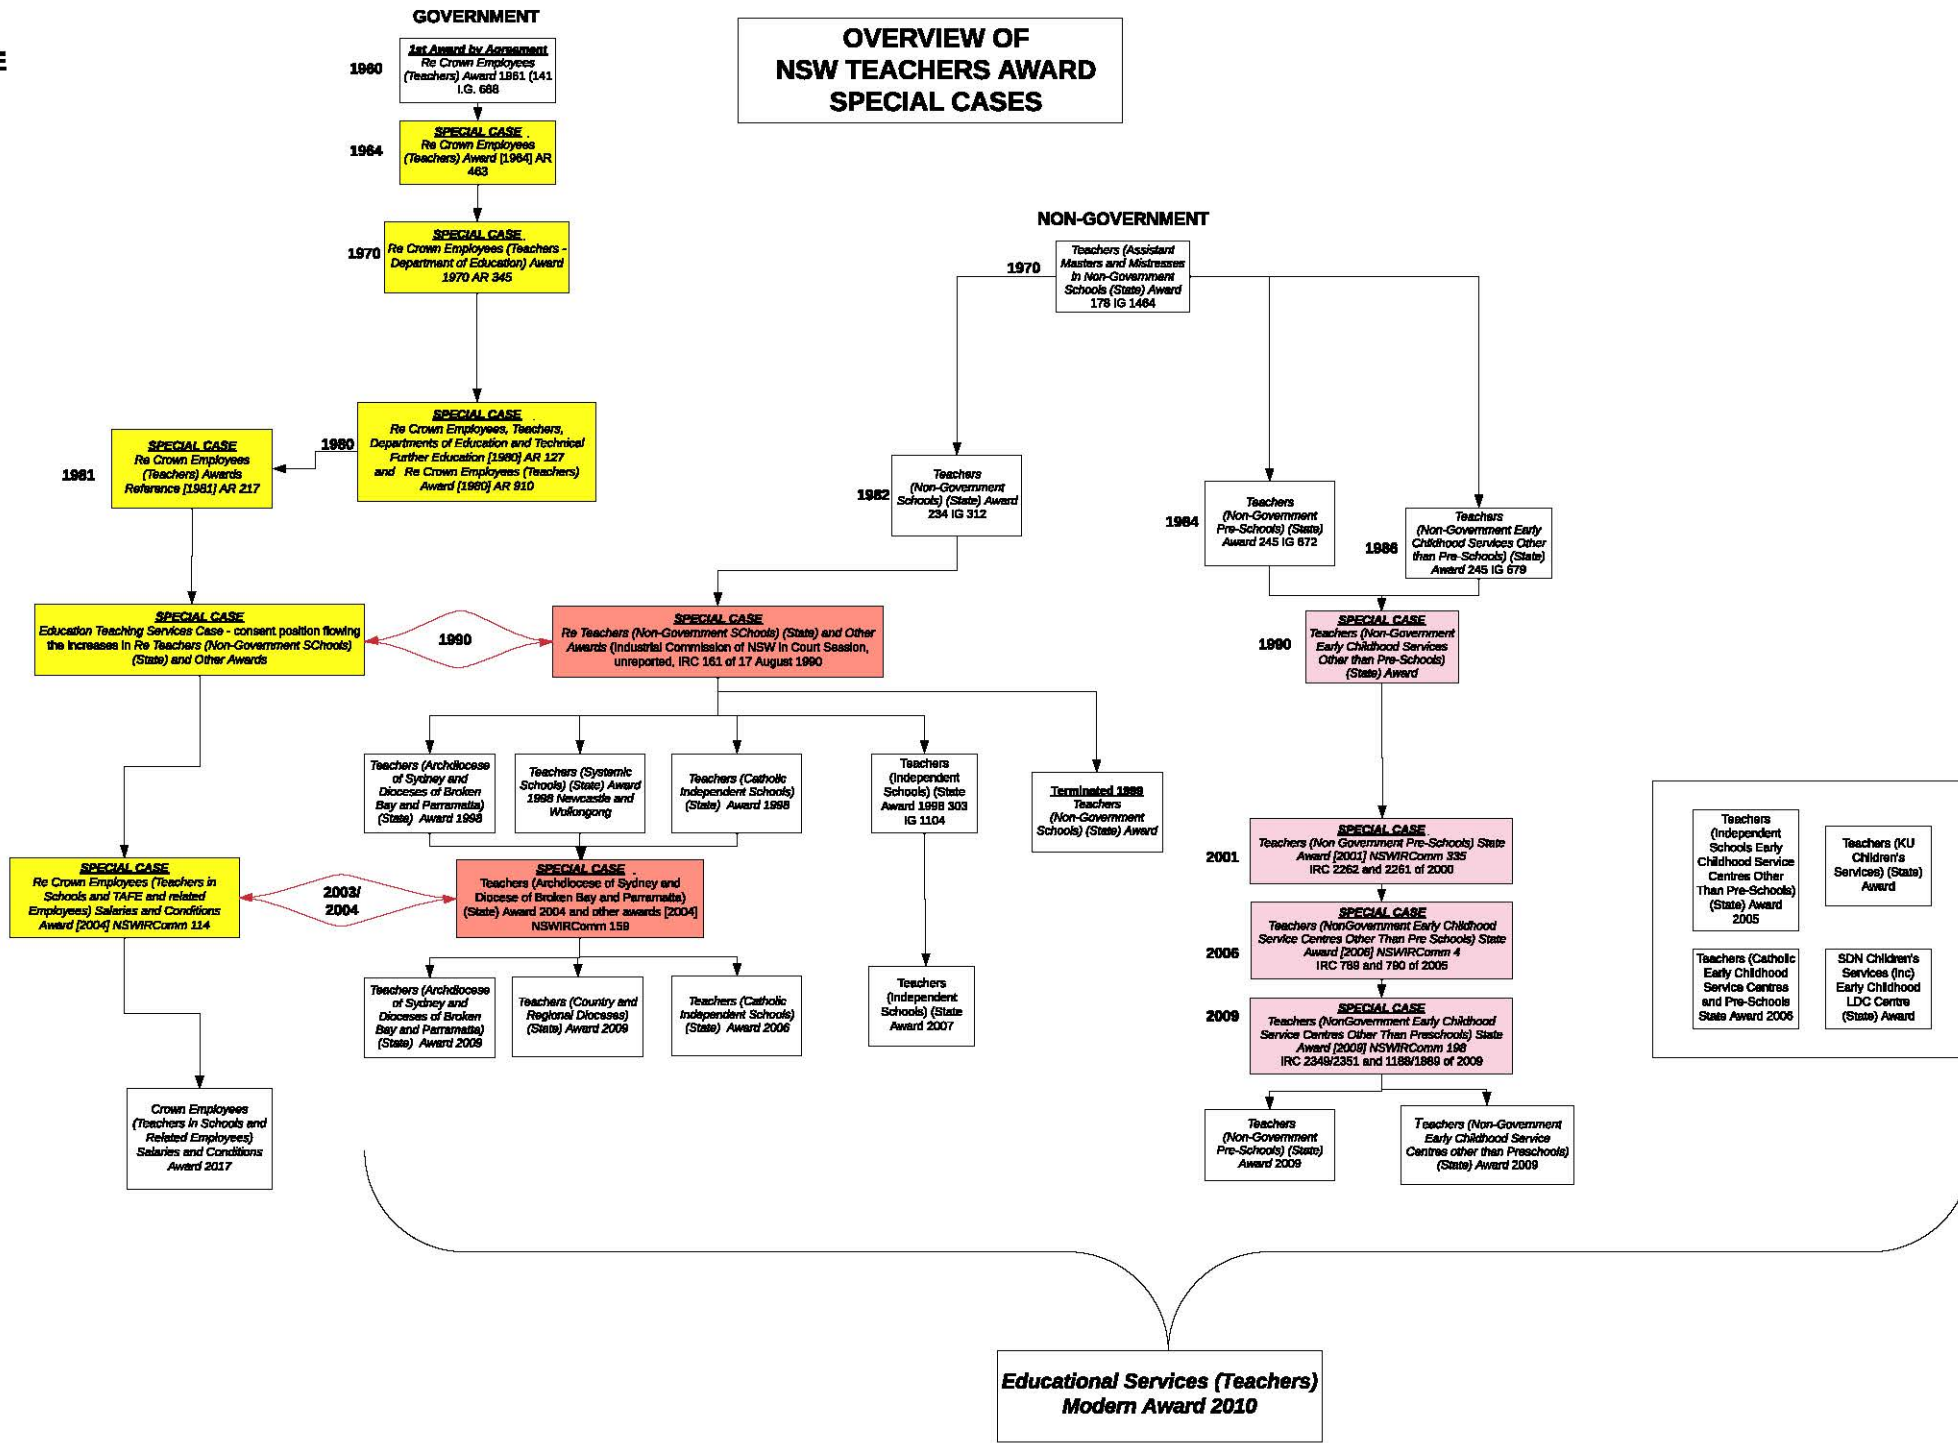 E
GOVERNMENT
OVERVIEW OF
NSW TEACHERS AWARD
SPECIAL CASES
1960
1st Award by Agreement
Re Crown Employees
(Teachers) Award 1961 (141
I.G. 688
1964
SPECIAL CASE
Re Crown Employees
(Teachers) Award [1964] AR
463
1970
SPECIAL CASE
Re Crown Employees (Teachers -
Department of Education) Award
1970 AR 345
NON-GOVERNMENT
1970
Teachers (Assistant
Masters and Mistresses
in Non-Government
Schools (State) Award
178 IG 1464
1980
SPECIAL CASE
Re Crown Employees, Teachers,
Departments of Education and Technical
Further Education [1980] AR 127
and Re Crown Employees (Teachers)
Award [1980] AR 910
1981
SPECIAL CASE
Re Crown Employees
(Teachers) Awards
Reference [1981] AR 217
1982
Teachers
(Non-Government
Schools) (State) Award
234 IG 312
1984
Teachers
(Non-Government
Pre-Schools) (State)
Award 245 IG 672
1986
Teachers
(Non-Government Early
Childhood Services Other
than Pre-Schools) (State)
Award 245 IG 679
SPECIAL CASE
Education Teaching Services Case - consent position flowing
the increases in Re Teachers (Non-Government SChools)
(State) and Other Awards
1990
SPECIAL CASE
Re Teachers (Non-Government SChools) (State) and Other
Awards (Industrial Commission of NSW in Court Session,
unreported, IRC 161 of 17 August 1990
1990
SPECIAL CASE
Teachers (Non-Government
Early Childhood Services
Other than Pre-Schools)
(State) Award
Teachers (Archdiocese
of Sydney and
Dioceses of Broken
Bay and Parramatta)
(State) Award 1998
Teachers (Systemic
Schools) (State) Award
1998 Newcastle and
Wollongong
Teachers (Catholic
Independent Schools)
(State) Award 1998
Teachers
(Independent
Schools) (State
Award 1998 303
IG 1104
Terminated 1999
Teachers
(Non-Government
Schools) (State) Award
2001
SPECIAL CASE
Teachers (Non Government Pre-Schools) State
Award [2001] NSWIRComm 335
IRC 2262 and 2261 of 2000
SPECIAL CASE
Re Crown Employees (Teachers in
Schools and TAFE and related
Employees) Salaries and Conditions
Award [2004] NSWIRComm 114
2003/
2004
SPECIAL CASE
Teachers (Archdiocese of Sydney and
Diocese of Broken Bay and Parramatta)
(State) Award 2004 and other awards [2004]
NSWIRComm 159
2006
SPECIAL CASE
Teachers (NonGovernment Early Childhood
Service Centres Other Than Pre Schools) State
Award [2006] NSWIRComm 4
IRC 789 and 790 of 2005
Teachers (Archdiocese
of Sydney and
Dioceses of Broken
Bay and Parramatta)
(State) Award 2009
Teachers (Country and
Regional Dioceses)
(State) Award 2009
Teachers (Catholic
Independent Schools)
(State) Award 2006
Teachers
(Independent
Schools) (State
Award 2007
2009
SPECIAL CASE
Teachers (NonGovernment Early Childhood
Service Centres Other Than Preschools) State
Award [2009] NSWIRComm 198
IRC 2349/2351 and 1188/1889 of 2009
Teachers
(Independent
Schools Early
Childhood Service
Centres Other
Than Pre-Schools)
(State) Award
2005
Teachers (KU
Children's
Services) (State)
Award
Teachers (Catholic
Early Childhood
Service Centres
and Pre-Schools
State Award 2006
SDN Children's
Services (Inc)
Early Childhood
LDC Centre
(State) Award
Crown Employees
(Teachers in Schools and
Related Employees)
Salaries and Conditions
Award 2017
Teachers
(Non-Government
Pre-Schools) (State)
Award 2009
Teachers (Non-Government
Early Childhood Service
Centres other than Preschools)
(State) Award 2009
Educational Services (Teachers)
Modern Award 2010